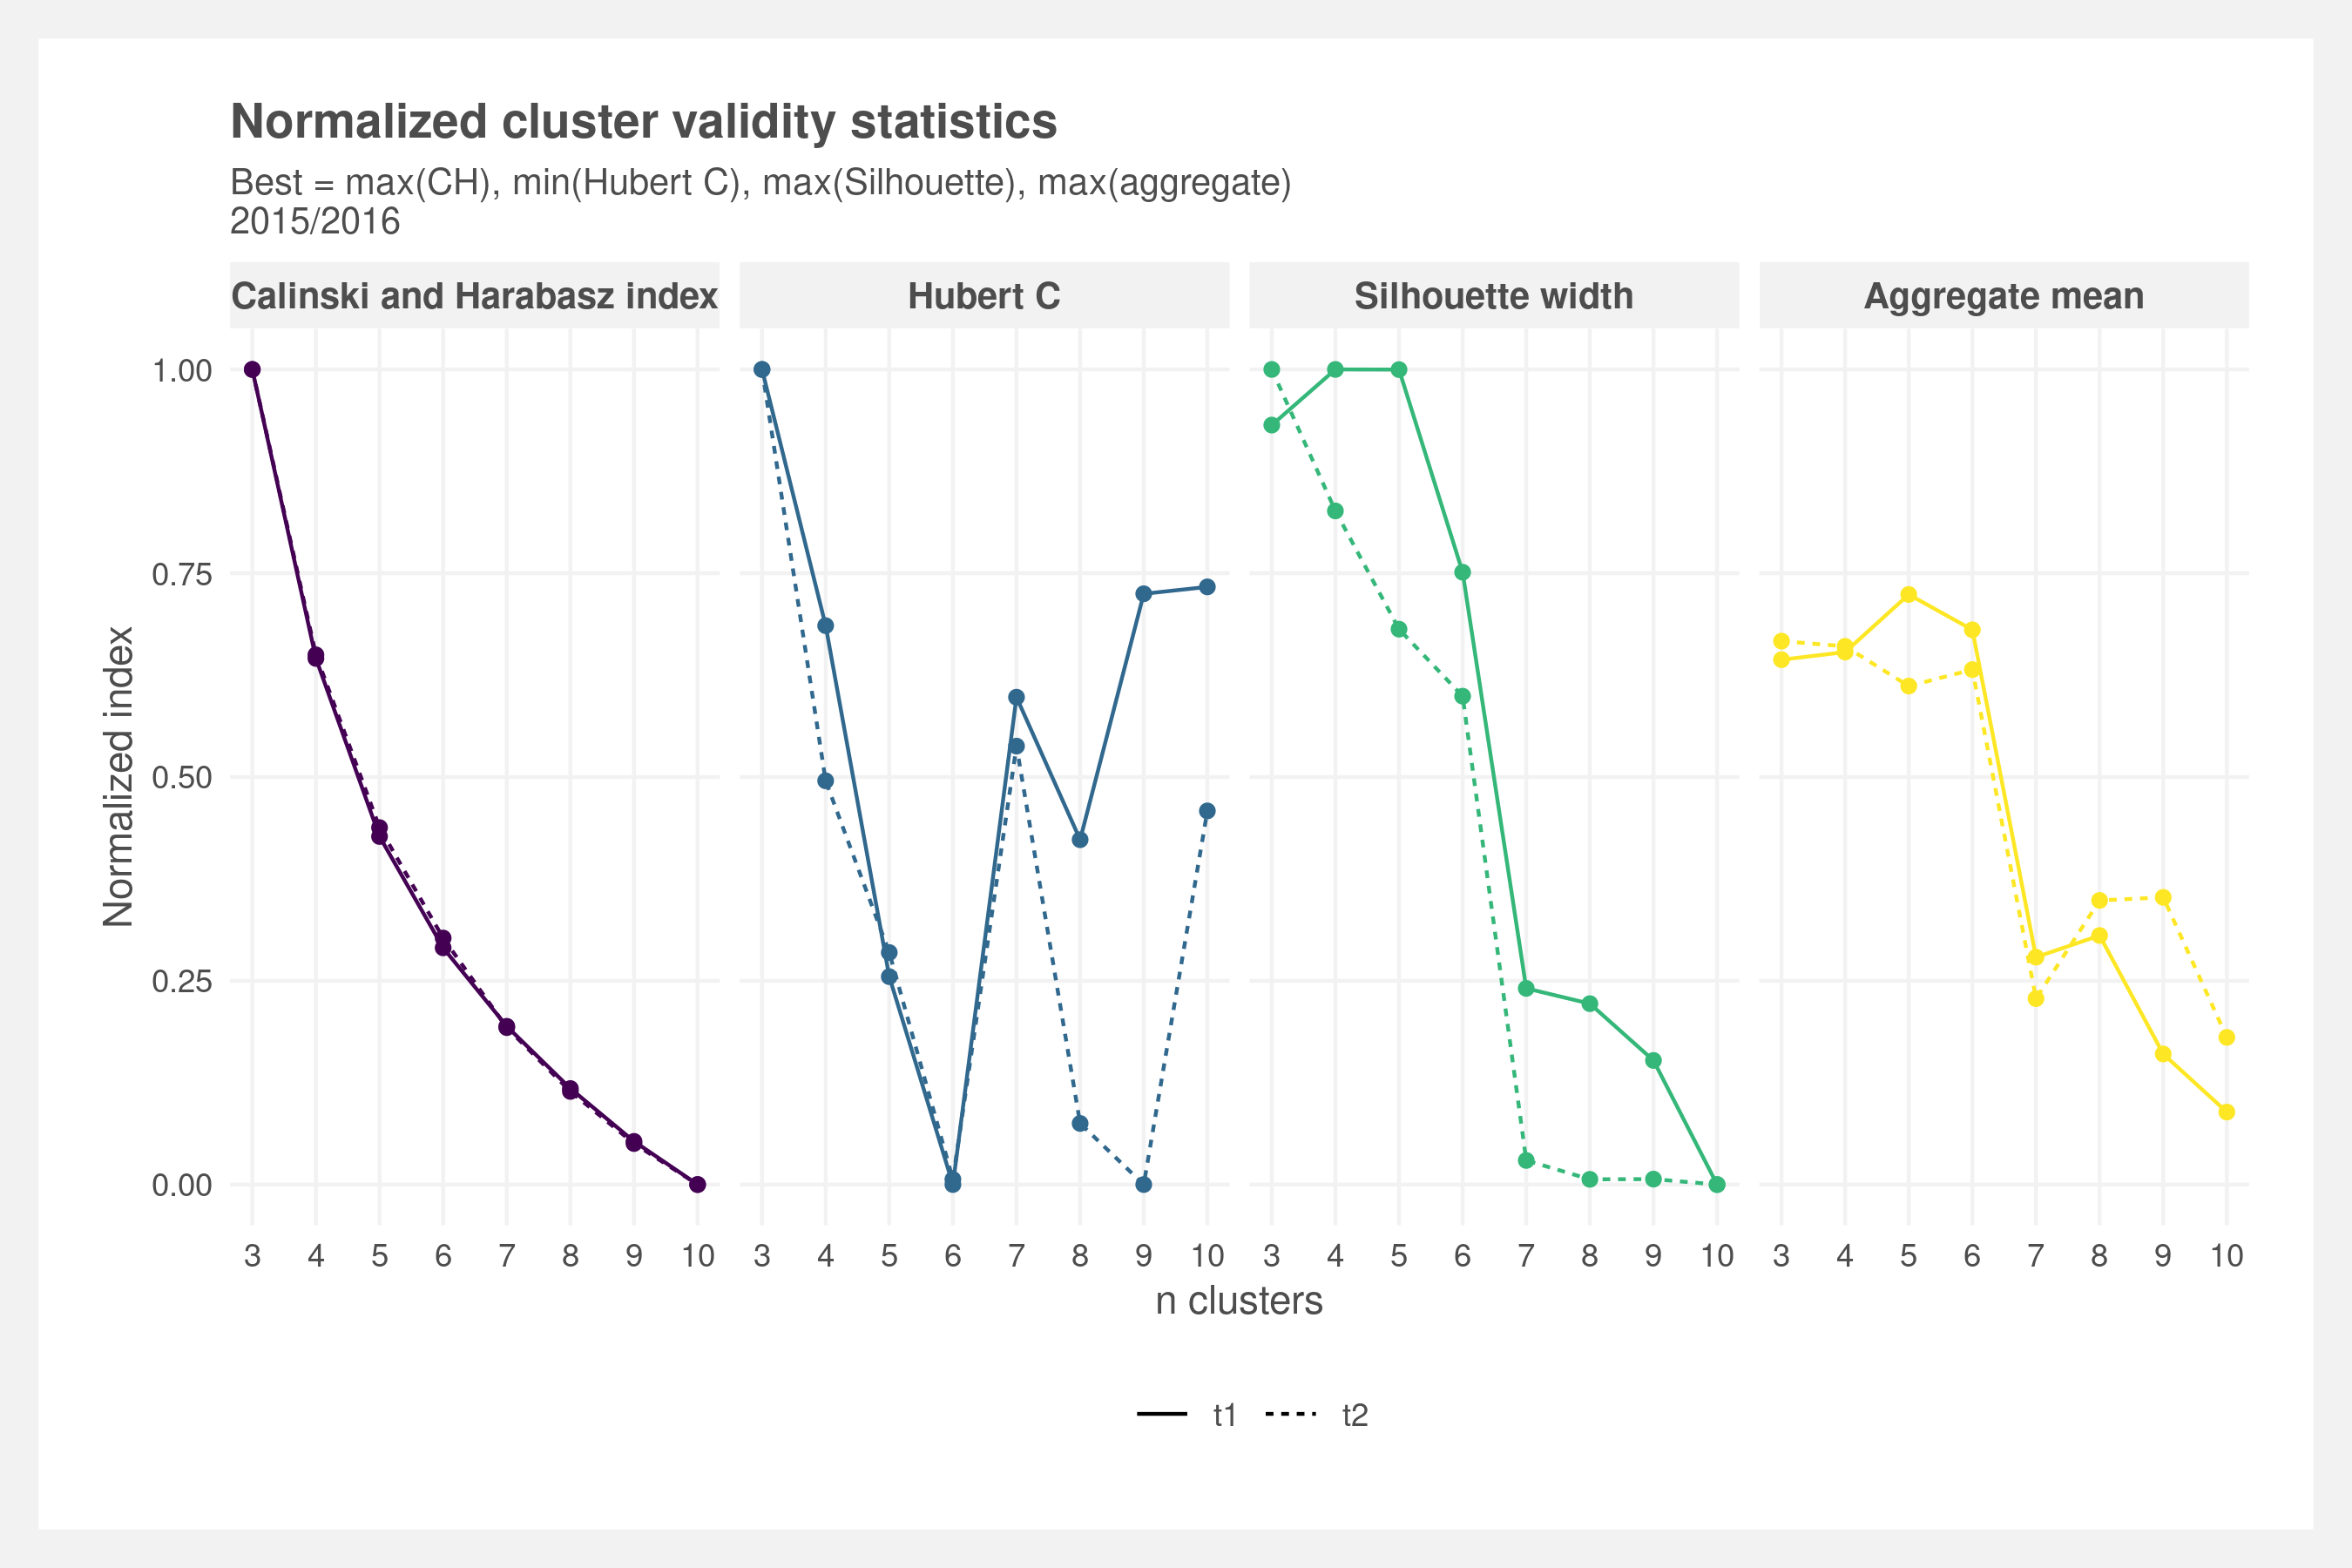 Normalized cluster validity statistics
Best = max(CH), min(Hubert C), max(Silhouette), max(aggregate)
2015/2016
Calinski and Harabasz index
Hubert C
Silhouette width
Aggregate mean
Normalized index
1.00
0.75
0.50
0.25
0.00
3 4 5 6 7 8 9 10
3 4 5 6 7 8 9 10
3 4 5 6 7 8 9 10
3 4 5 6 7 8 9 10
n clusters
t1 t2